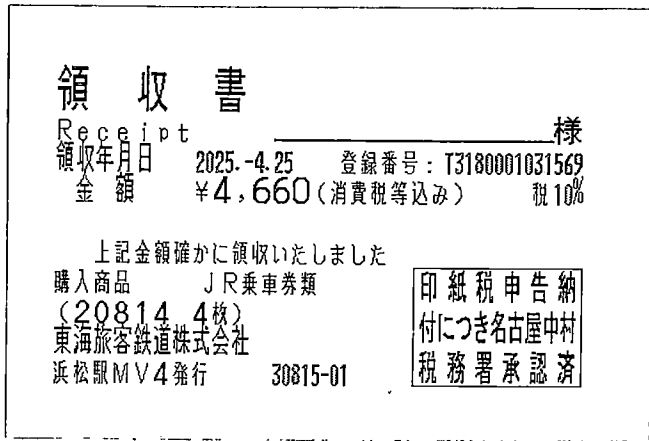 領収書
Receipt 様
領収年月日 2025.-4.25 登録番号：T3180001031569
金額 ¥4,660(消費税等込み) 税10%
上記金額確かに領収いたしました
購入商品 JR乗車券類
(20814 4枚)
東海旅客鉄道株式会社
浜松駅MV4発行 30815-01
印紙税申告納
付につき名古屋中村
税務署承認済